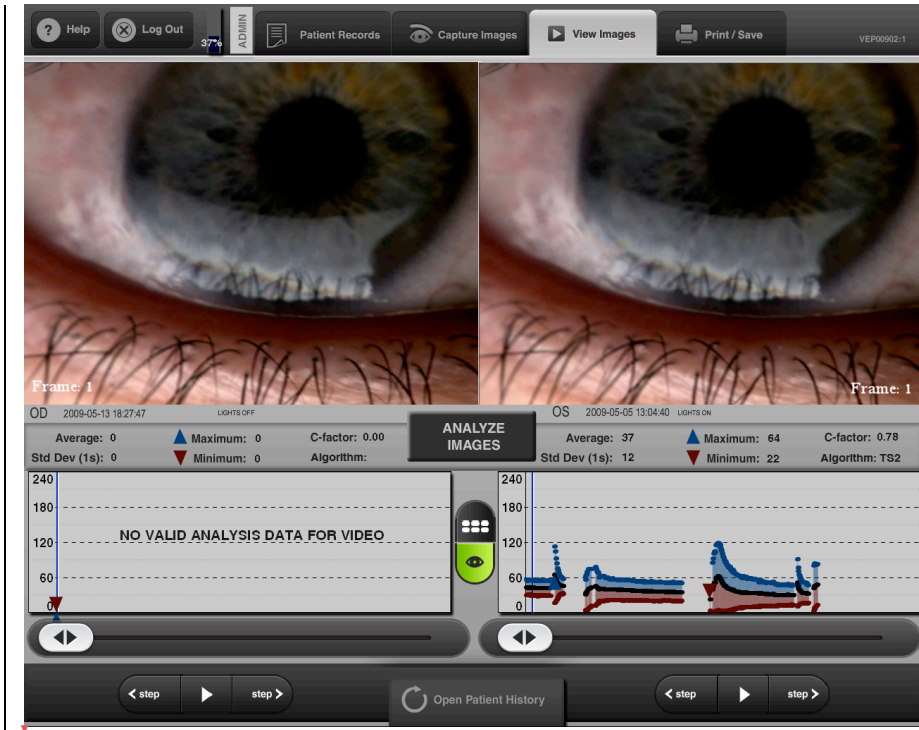 ? Help
Log Out
37%
ADMIN
Patient Records
Capture Images
View Images
Print / Save
VEP00902:1
Frame: 1
Frame: 1
OD 2009-05-13 18:27:47 LIGHTS OFF
OS 2009-05-05 13:04:40 LIGHTS ON
ANALYZE
IMAGES
Average: 0 Maximum: 0 C-factor: 0.00
Std Dev (1s): 0 Minimum: 0 Algorithm:
Average: 37 Maximum: 64 C-factor: 0.78
Std Dev (1s): 12 Minimum: 22 Algorithm: TS2
240
180
120
60
0
NO VALID ANALYSIS DATA FOR VIDEO
240
180
120
60
0
< step
step >
Open Patient History
< step
step >